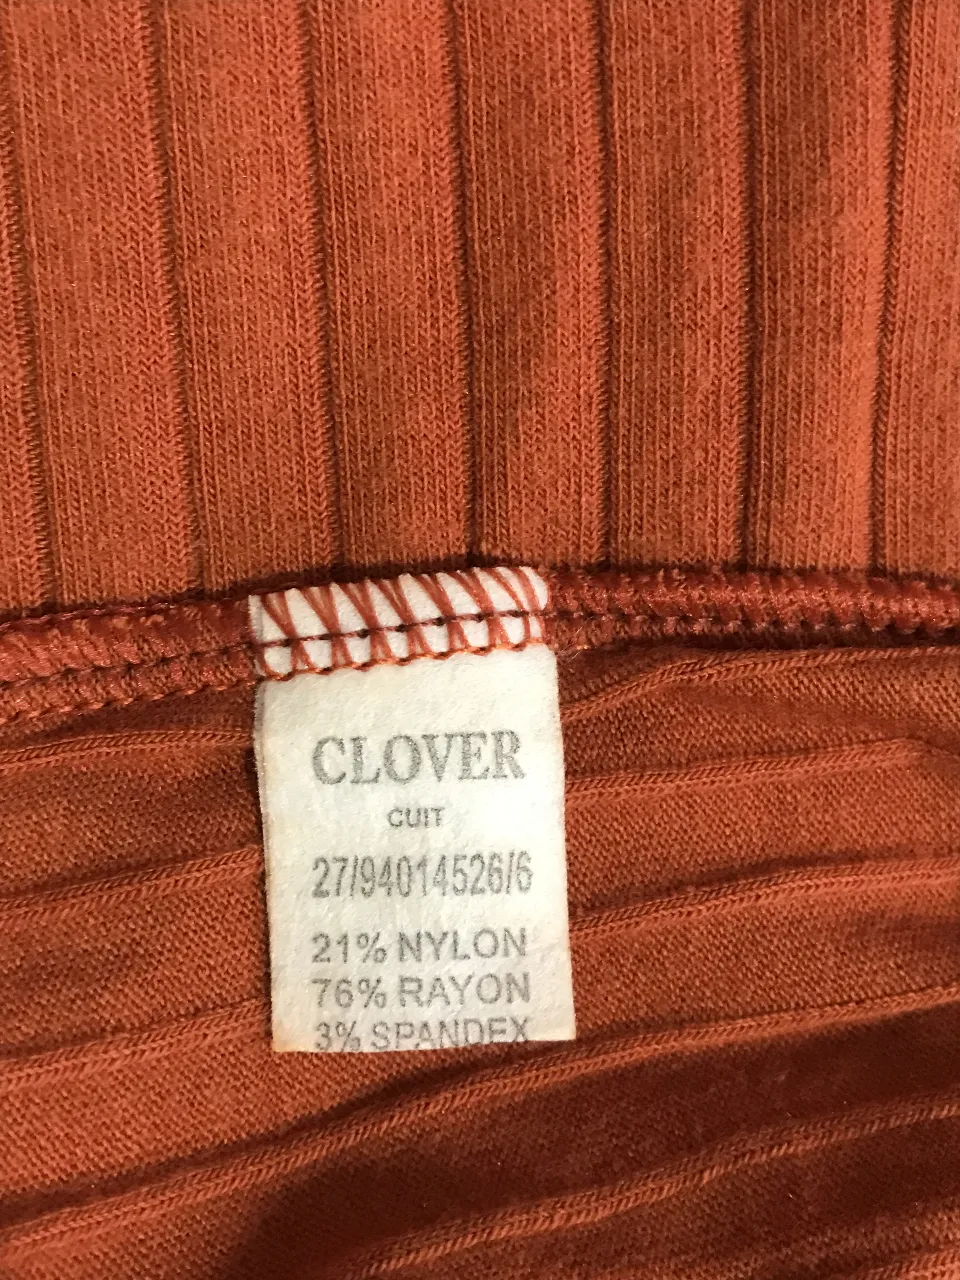 CLOVER
CUIT
27/94014526/6
21% NYLON
76% RAYON
3% SPANDEX